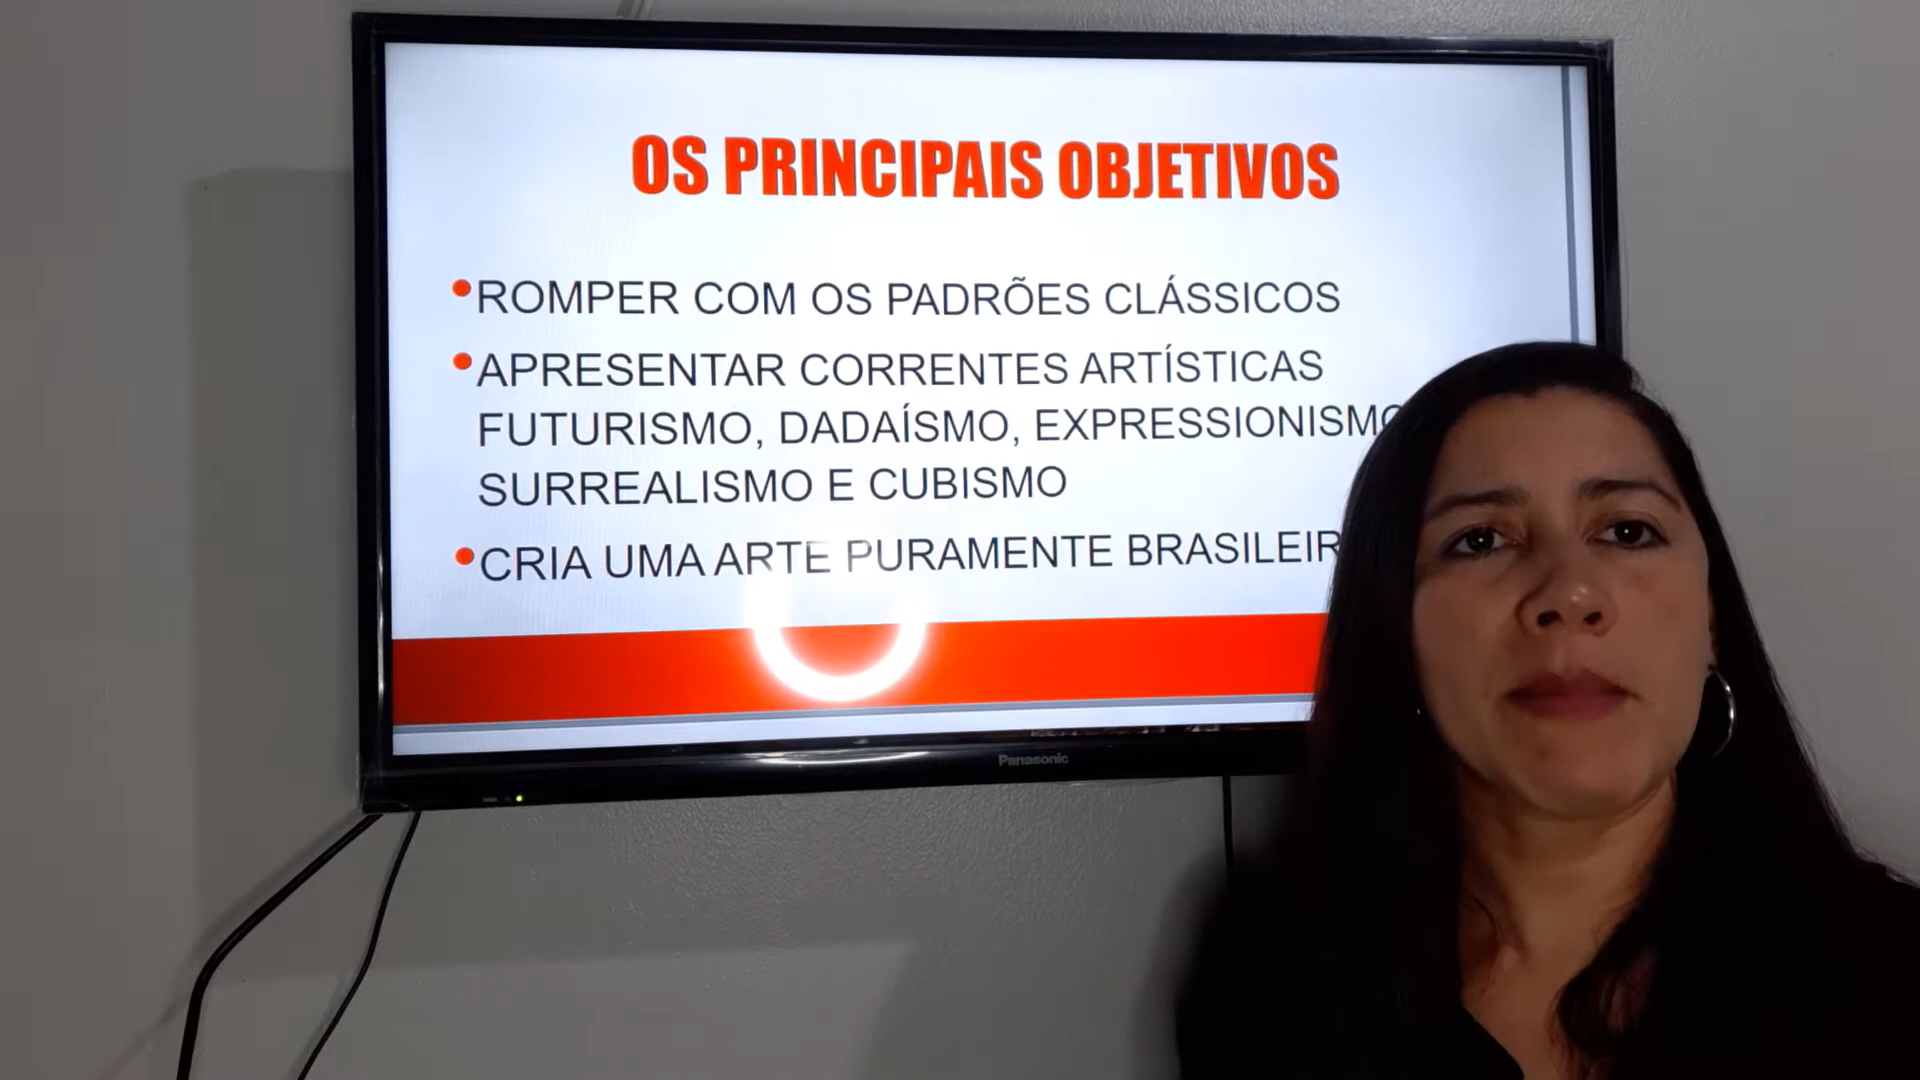 OS PRINCIPAIS OBJETIVOS
•ROMPER COM OS PADRÕES CLÁSSICOS
•APRESENTAR CORRENTES ARTÍSTICAS
FUTURISMO, DADAÍSMO, EXPRESSIONISMO
SURREALISMO E CUBISMO
•CRIA UMA ARTE PURAMENTE BRASILEIR
Panasonic